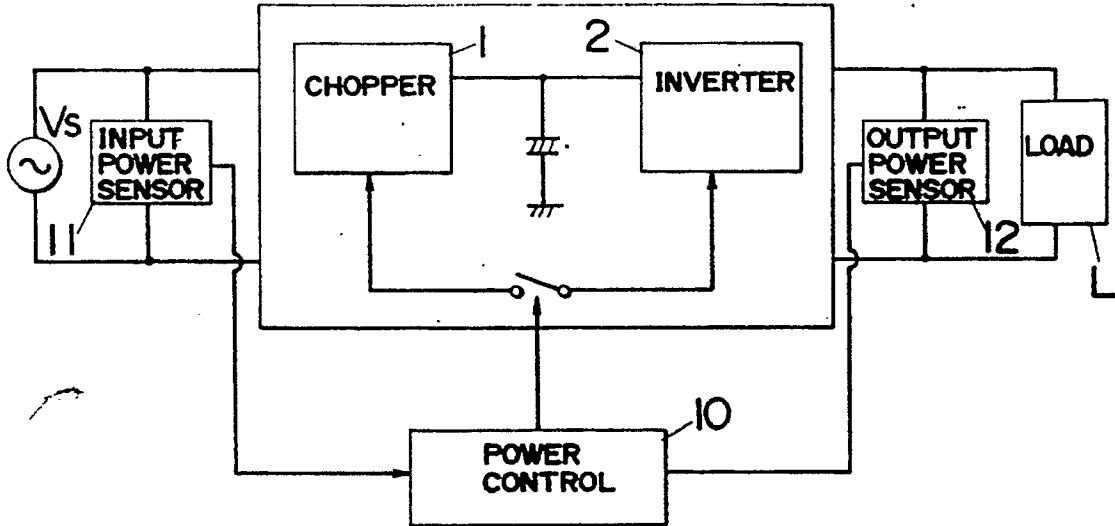 1
2
CHOPPER
INVERTER
Vs
INPUT
POWER
SENSOR
11
OUTPUT
POWER
SENSOR
12
LOAD
L
10
POWER
CONTROL